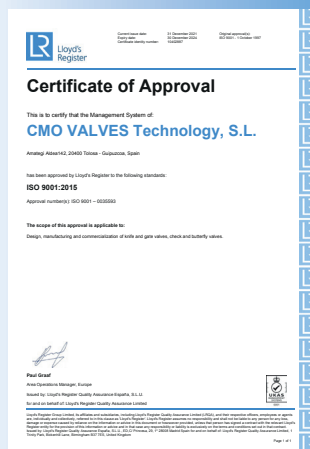 Current issue date: 31 December 2021 Original approval(s):
Expiry date: 30 December 2024 ISO 9001 - 1 October 1997
Certificate identity number:
LR
Lloyd's
Register
Certificate of Approval
This is to certify that the Management System of:
CMO VALVES Technology, S.L.
Amategi Aldea142, 20400 Tolosa - Guipuzcoa, Spain
has been approved by Lloyd's Register to the following standards:
ISO 9001:2015
Approval number(s): ISO 9001 – 0035593
The scope of this approval is applicable to:
Design, manufacturing and commercialization of knife and gate valves, check and butterfly valves.
Paul Graaf
Area Operations Manager, Europe
Issued by: Lloyd's Register Quality Assurance España, S.L.U.
for and on behalf of: Lloyd's Register Quality Assurance Limited
UKAS
Page 1 of 1